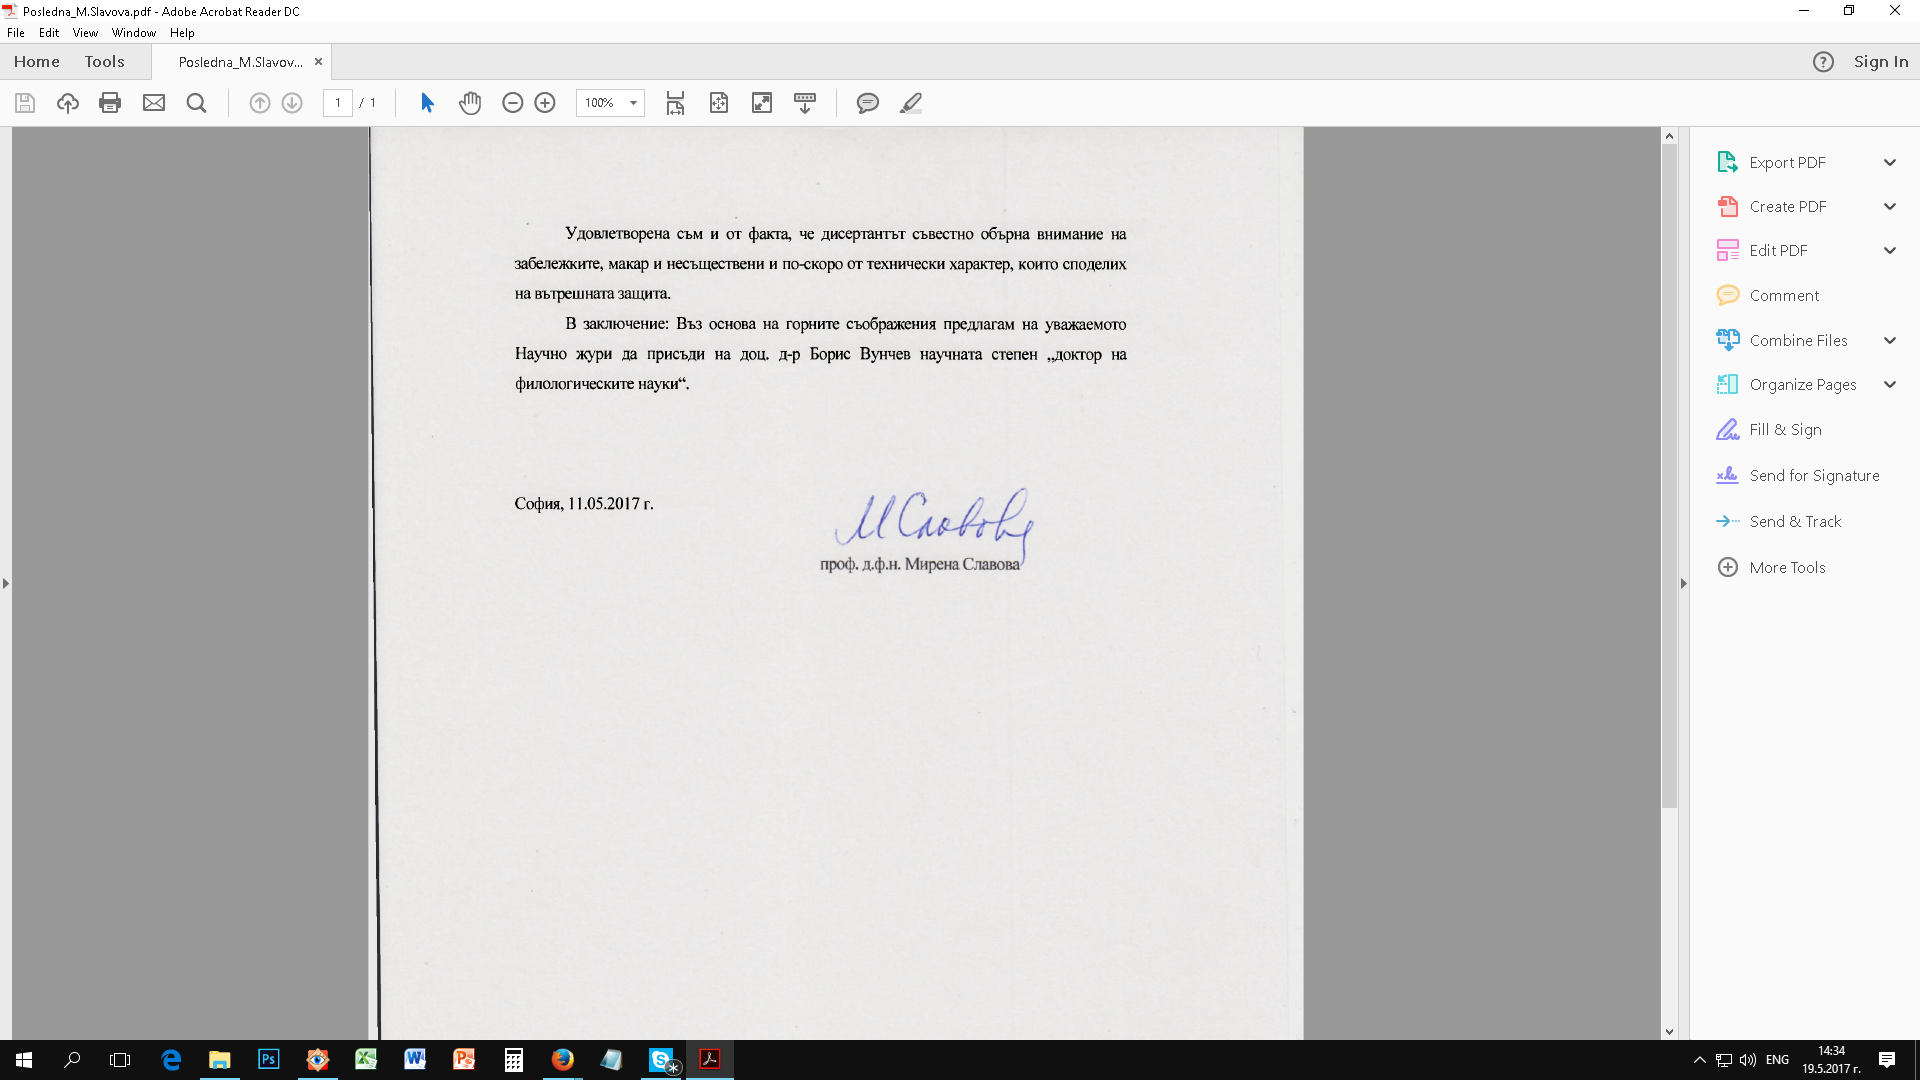 Posledna_M.Slavova.pdf - Adobe Acrobat Reader DC
File Edit View Window Help
Home Tools Posledna_M.Slavov... Sign In
1 / 1 100%
Удовлетворена съм и от факта, че дисертантът съвестно обърна внимание на
забележките, макар и несъществени и по-скоро от технически характер, които споделих
на вътрешната защита.
В заключение: Въз основа на горните съображения предлагам на уважаемото
Научно жури да присъди на доц. д-р Борис Вунчев научната степен „доктор на
филологическите науки“.
София, 11.05.2017 г.
МСлавова
проф. д.ф.н. Мирена Славова
Export PDF
Create PDF
Edit PDF
Comment
Combine Files
Organize Pages
Fill & Sign
Send for Signature
Send & Track
More Tools
ENG
14:34
19.5.2017 г.